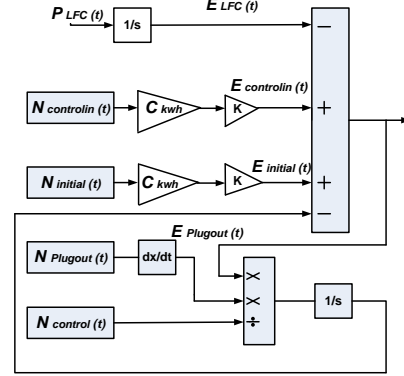 E LFC (t)
P LFC (t)
1/s
−
E controlin (t)
N controlin (t)
C kwh
K
+
E initial (t)
N initial (t)
C kwh
K
+
−
E Plugout (t)
N Plugout (t)
dx/dt
×
×
1/s
N control (t)
÷